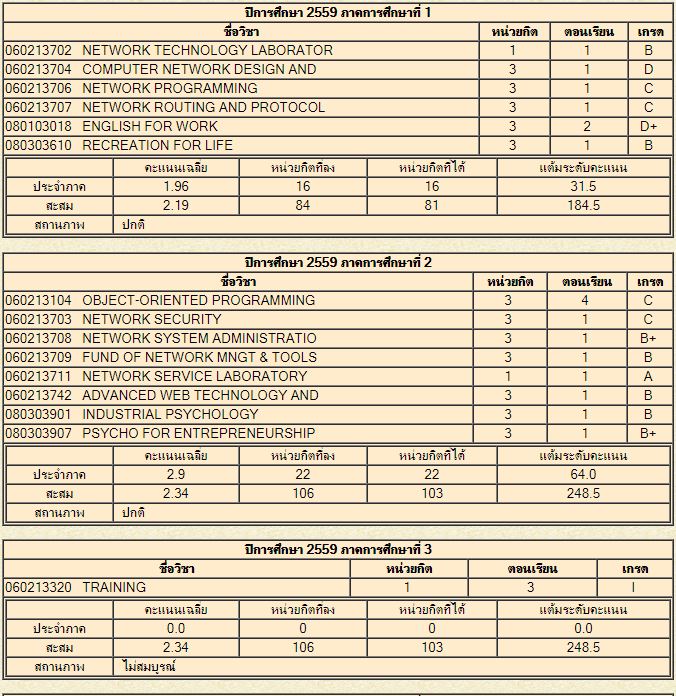 ปีการศึกษา 2559 ภาคการศึกษาที่ 1
ชื่อวิชา หน่วยกิต ตอนเรียน เกรด
060213702 NETWORK TECHNOLOGY LABORATOR 1 1 B
060213704 COMPUTER NETWORK DESIGN AND 3 1 D
060213706 NETWORK PROGRAMMING 3 1 C
060213707 NETWORK ROUTING AND PROTOCOL 3 1 C
080103018 ENGLISH FOR WORK 3 2 D+
080303610 RECREATION FOR LIFE 3 1 B
คะแนนเฉลี่ย หน่วยกิตที่ลง หน่วยกิตที่ได้ แต้มระดับคะแนน
ประจำภาค 1.96 16 16 31.5
สะสม 2.19 84 81 184.5
สถานภาพ ปกติ
ปีการศึกษา 2559 ภาคการศึกษาที่ 2
ชื่อวิชา หน่วยกิต ตอนเรียน เกรด
060213104 OBJECT-ORIENTED PROGRAMMING 3 4 C
060213703 NETWORK SECURITY 3 1 C
060213708 NETWORK SYSTEM ADMINISTRATIO 3 1 B+
060213709 FUND OF NETWORK MNGT & TOOLS 3 1 B
060213711 NETWORK SERVICE LABORATORY 1 1 A
060213742 ADVANCED WEB TECHNOLOGY AND 3 1 B
080303901 INDUSTRIAL PSYCHOLOGY 3 1 B
080303907 PSYCHO FOR ENTREPRENEURSHIP 3 1 B+
คะแนนเฉลี่ย หน่วยกิตที่ลง หน่วยกิตที่ได้ แต้มระดับคะแนน
ประจำภาค 2.9 22 22 64.0
สะสม 2.34 106 103 248.5
สถานภาพ ปกติ
ปีการศึกษา 2559 ภาคการศึกษาที่ 3
ชื่อวิชา หน่วยกิต ตอนเรียน เกรด
060213320 TRAINING 1 3 I
คะแนนเฉลี่ย หน่วยกิตที่ลง หน่วยกิตที่ได้ แต้มระดับคะแนน
ประจำภาค 0.0 0 0 0.0
สะสม 2.34 106 103 248.5
สถานภาพ ไม่สมบูรณ์